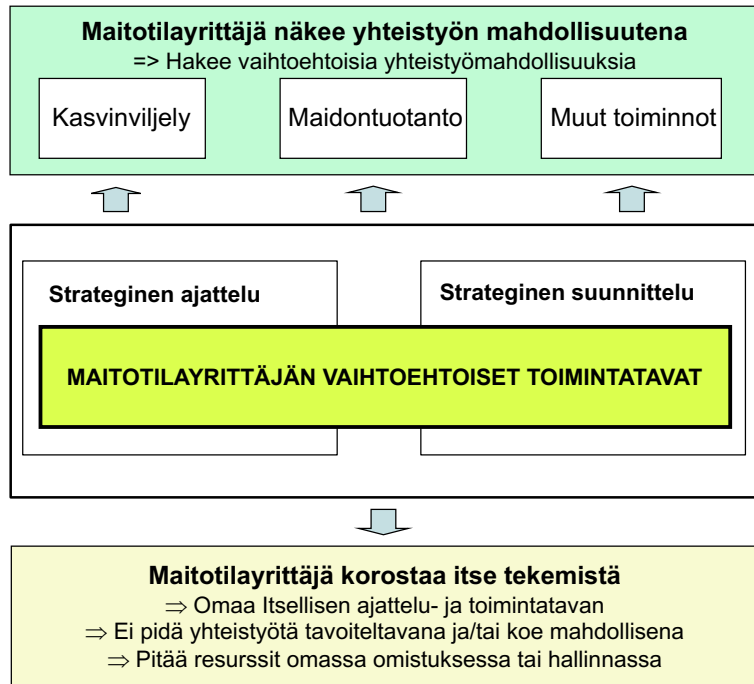 Maitotilayrittäjä näkee yhteistyön mahdollisuutena
=> Hakee vaihtoehtoisia yhteistyömahdollisuuksia
Kasvinviljely
Maidontuotanto
Muut toiminnot
Strateginen ajattelu
Strateginen suunnittelu
MAITOTILAYRITTÄJÄN VAIHTOEHTOISET TOIMINTATAVAT
Maitotilayrittäjä korostaa itse tekemistä
⇒ Omaa Itsellisen ajattelu- ja toimintatavan
⇒ Ei pidä yhteistyötä tavoiteltavana ja/tai koe mahdollisena
⇒ Pitää resurssit omassa omistuksessa tai hallinnassa